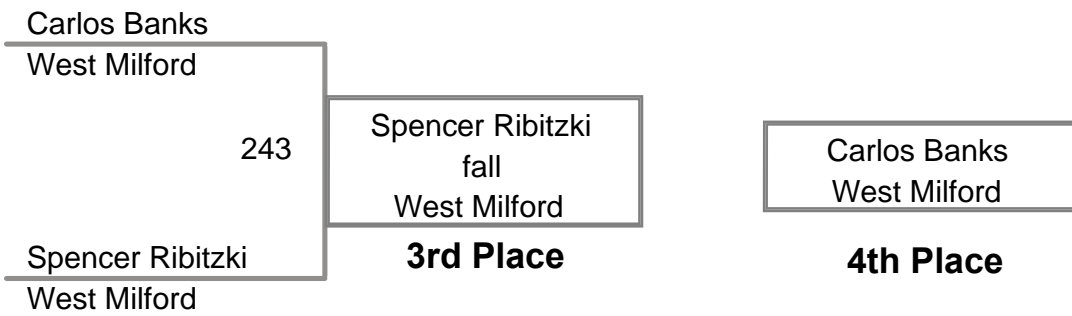 Carlos Banks
West Milford
243
Spencer Ribitzki
West Milford
Spencer Ribitzki
fall
West Milford
3rd Place
Carlos Banks
West Milford
4th Place